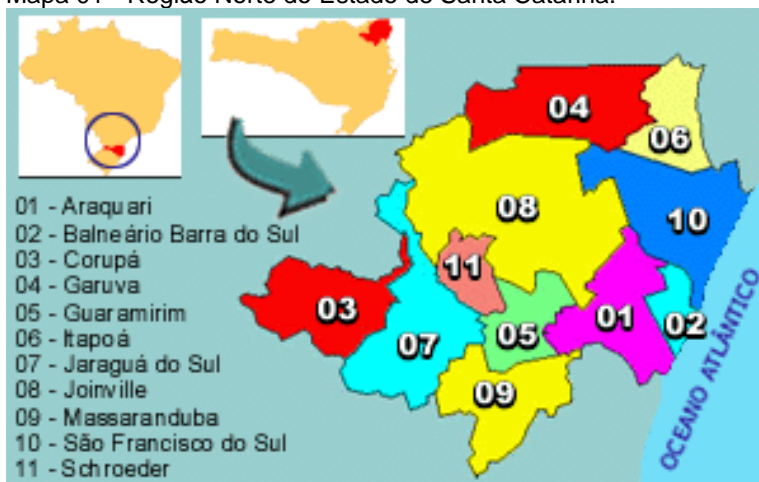 Mapa 01 - Região Norte do Estado de Santa Catarina.
04
06
08
10
11
03
01
02
07
05
09
01 - Araquari
02 - Balneário Barra do Sul
03 - Corupá
04 - Garuva
05 - Guaramirim
06 - Itapoá
07 - Jaraguá do Sul
08 - Joinville
09 - Massaranduba
10 - São Francisco do Sul
11 - Schroeder
OCEANO ATLÂNTICO